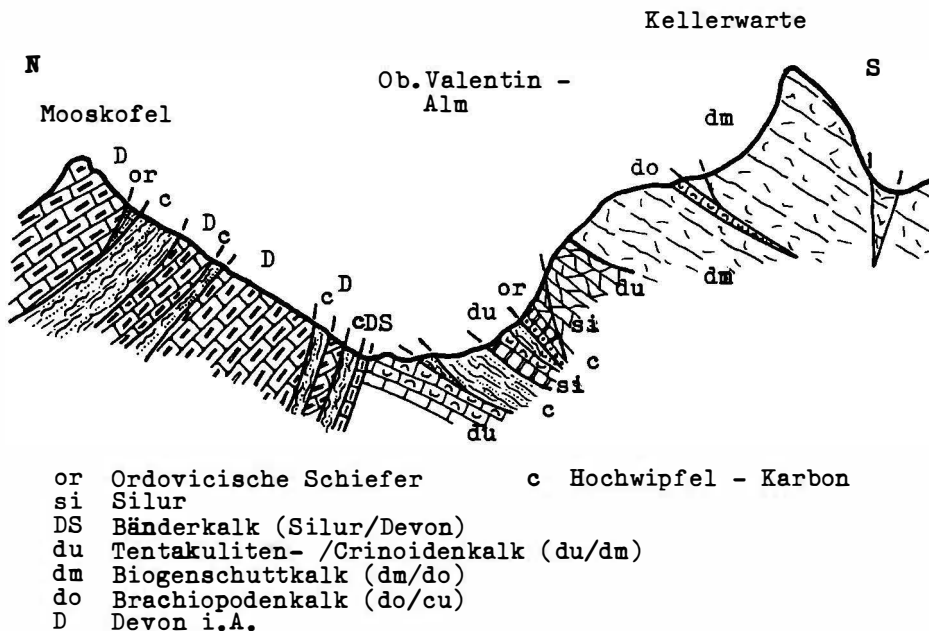 Kellerwarte
N
S
Ob.Valentin -
Alm
Mooskofel
dm
D
or
c
do
D
c
D
dm
or
du
c
D
du
si
c
DS
c
si
c
du
or Ordovicische Schiefer
c Hochwipfel - Karbon
si Silur
DS Bänderkalk (Silur/Devon)
du Tentakuliten- /Crinoidenkalk (du/dm)
dm Biogenschuttkalk (dm/do)
do Brachiopodenkalk (do/cu)
D Devon i.A.